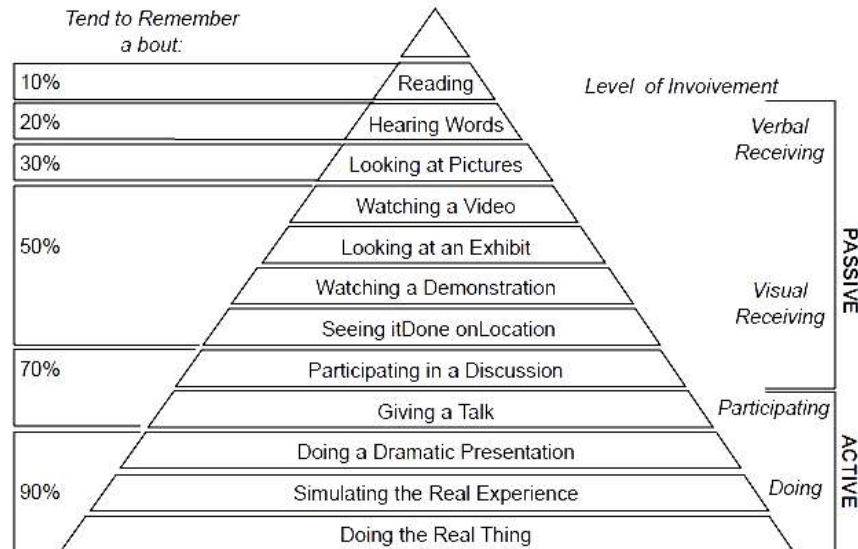 Tend to Remember
a bout:
10%
Reading
Level of Invoivement
20%
Hearing Words
Verbal
Receiving
30%
Looking at Pictures
Watching a Video
50%
Looking at an Exhibit
PASSIVE
Watching a Demonstration
Visual
Receiving
Seeing itDone onLocation
70%
Participating in a Discussion
Giving a Talk
Participating
Doing a Dramatic Presentation
ACTIVE
90%
Simulating the Real Experience
Doing
Doing the Real Thing